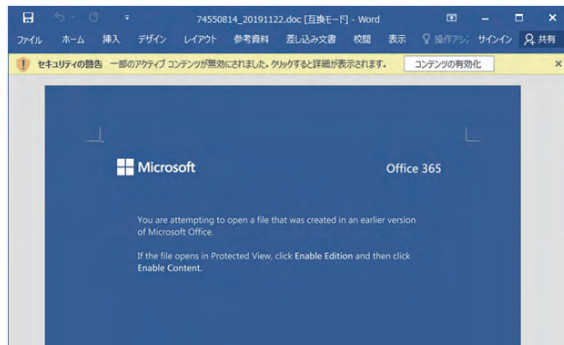 74550814_20191122.doc [互換モード] - Word
ファイル ホーム 挿入 デザイン レイアウト 参考資料 差し込み文書 校閲 表示 操作アシ サインイン 共有
セキュリティの警告 一部のアクティブ コンテンツが無効にされました。クリックすると詳細が表示されます。 コンテンツの有効化
Microsoft Office 365
You are attempting to open a file that was created in an earlier version
of Microsoft Office.
If the file opens in Protected View, click Enable Edition and then click
Enable Content.